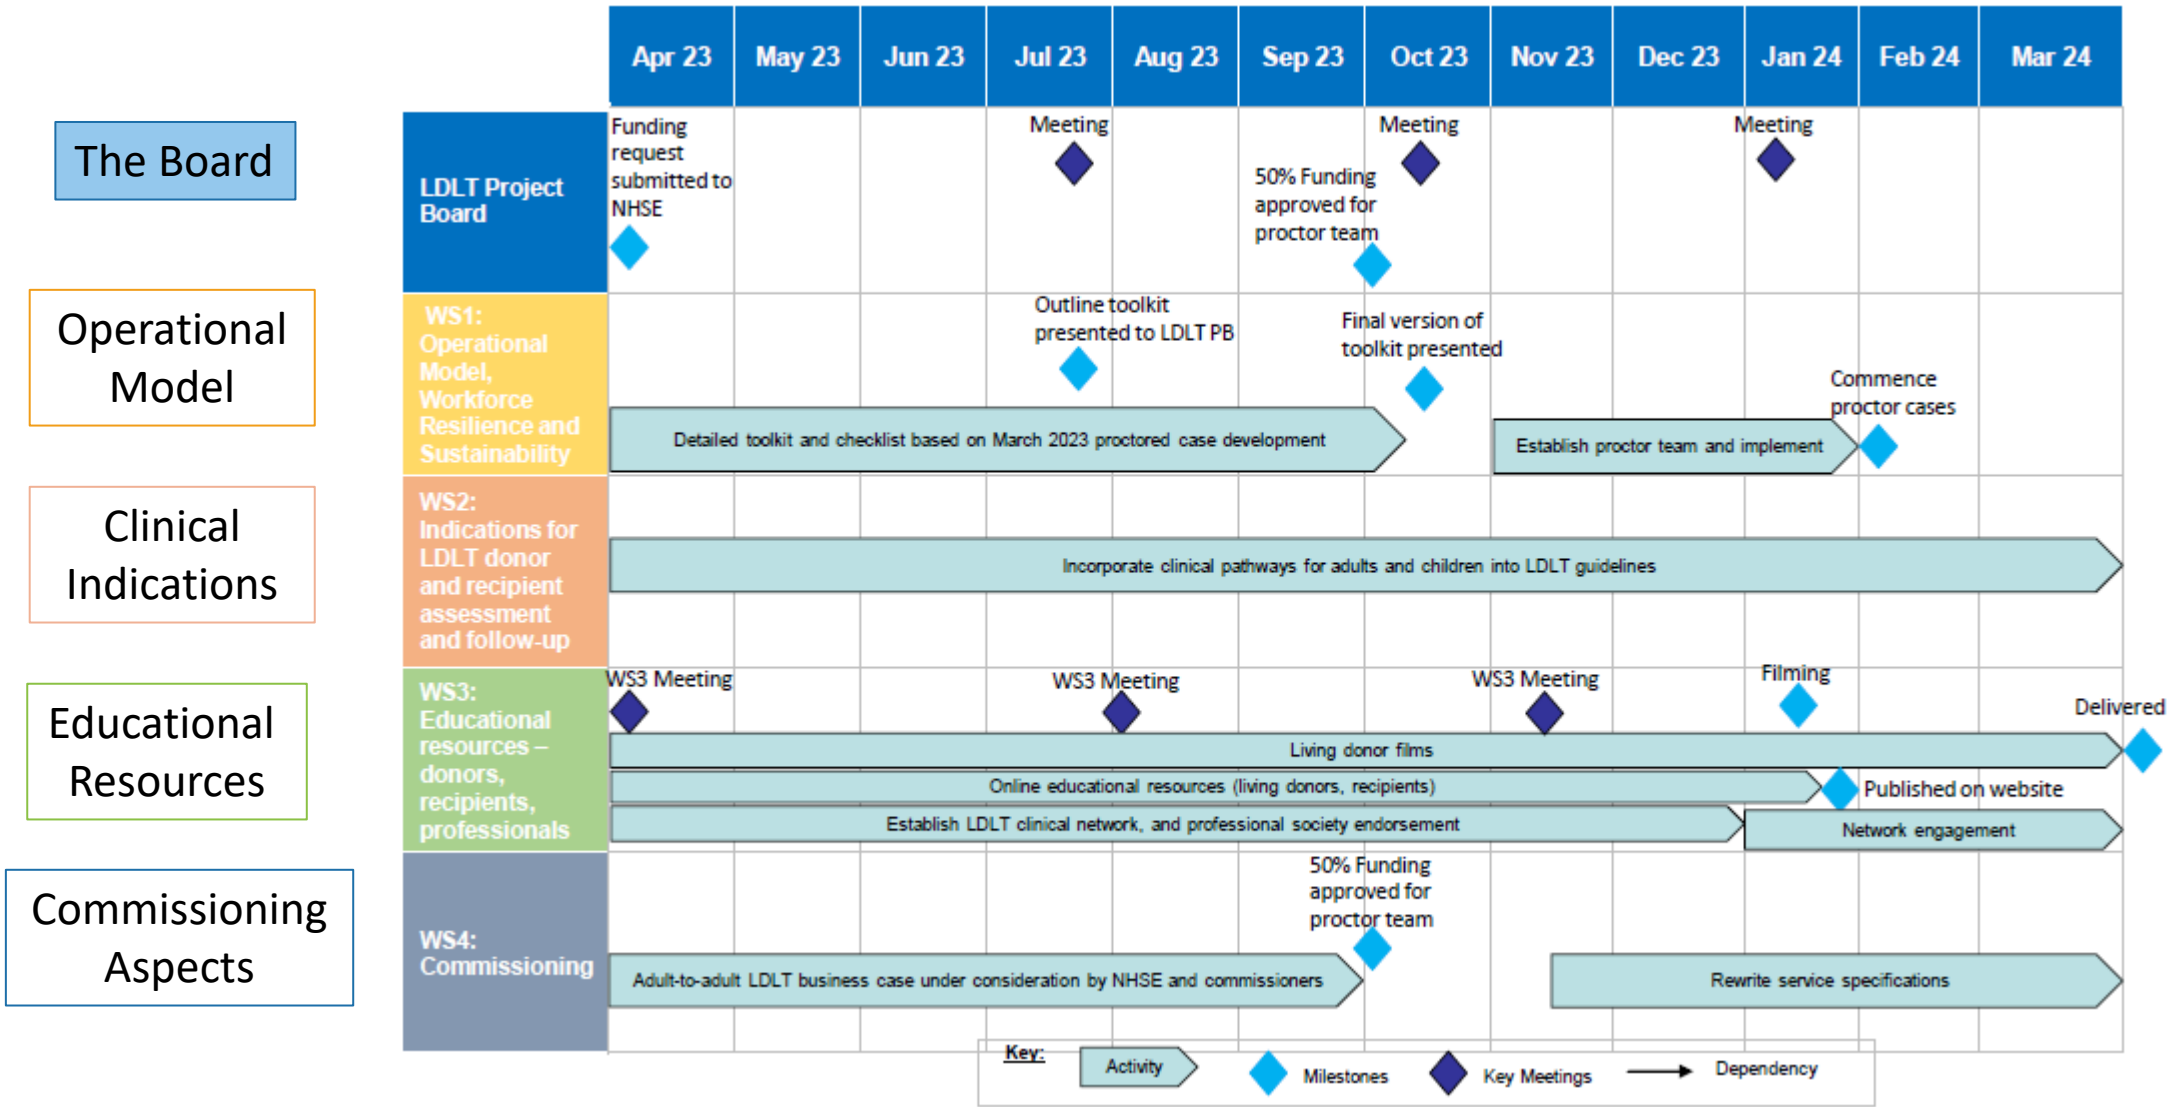 Apr 23
May 23
Jun 23
Jul 23
Aug 23
Sep 23
Oct 23
Nov 23
Dec 23
Jan 24
Feb 24
Mar 24
The Board
LDLT Project
Board
Funding
request
submitted to
NHSE
Meeting
50% Funding
approved for
proctor team
Meeting
Meeting
Operational
Model
WS1:
Operational
Model,
Workforce
Resilience and
Sustainability
Outline toolkit
presented to LDLT PB
Final version of
toolkit presented
Commence
proctor cases
Detailed toolkit and checklist based on March 2023 proctored case development
Establish proctor team and implement
Clinical
Indications
WS2:
Indications for
LDLT donor
and recipient
assessment
and follow-up
Incorporate clinical pathways for adults and children into LDLT guidelines
Educational
Resources
WS3:
Educational
resources –
donors,
recipients,
professionals
WS3 Meeting
WS3 Meeting
WS3 Meeting
Filming
Delivered
Living donor films
Online educational resources (living donors, recipients)
Published on website
Establish LDLT clinical network, and professional society endorsement
Network engagement
Commissioning
Aspects
WS4:
Commissioning
50% Funding
approved for
proctor team
Adult-to-adult LDLT business case under consideration by NHSE and commissioners
Rewrite service specifications
Key:
Activity
Milestones
Key Meetings
Dependency